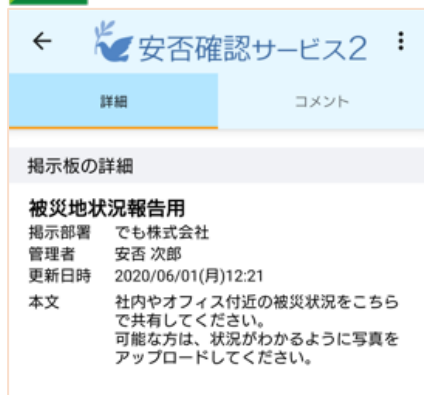 安否確認サービス2
詳細
コメント
掲示板の詳細
被災地状況報告用
掲示部署 でも株式会社
管理者 安否 次郎
更新日時 2020/06/01(月)12:21
本文 社内やオフィス付近の被災状況をこちら
で共有してください。
可能な方は、状況がわかるように写真を
アップロードしてください。